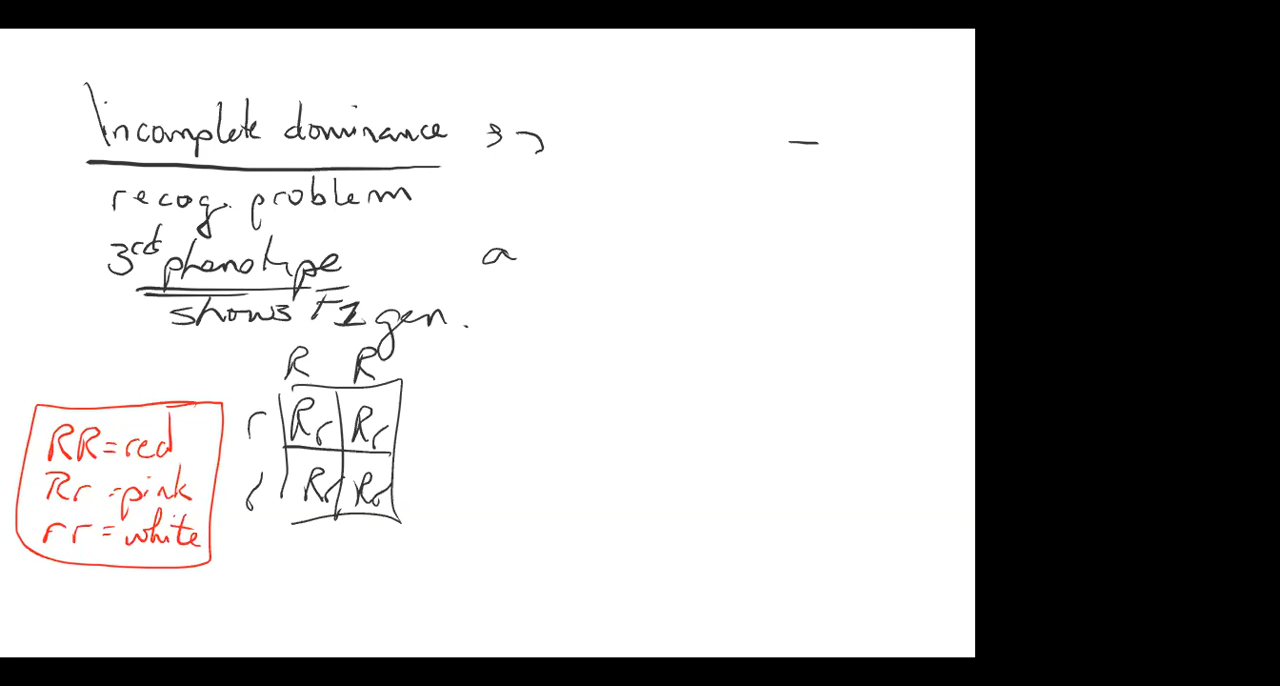 Incomplete dominance
recog. problem
3rd phenotype a
shows F1 gen.
R R
r Rr Rr
r Rr Rr
RR = red
Rr = pink
rr = white